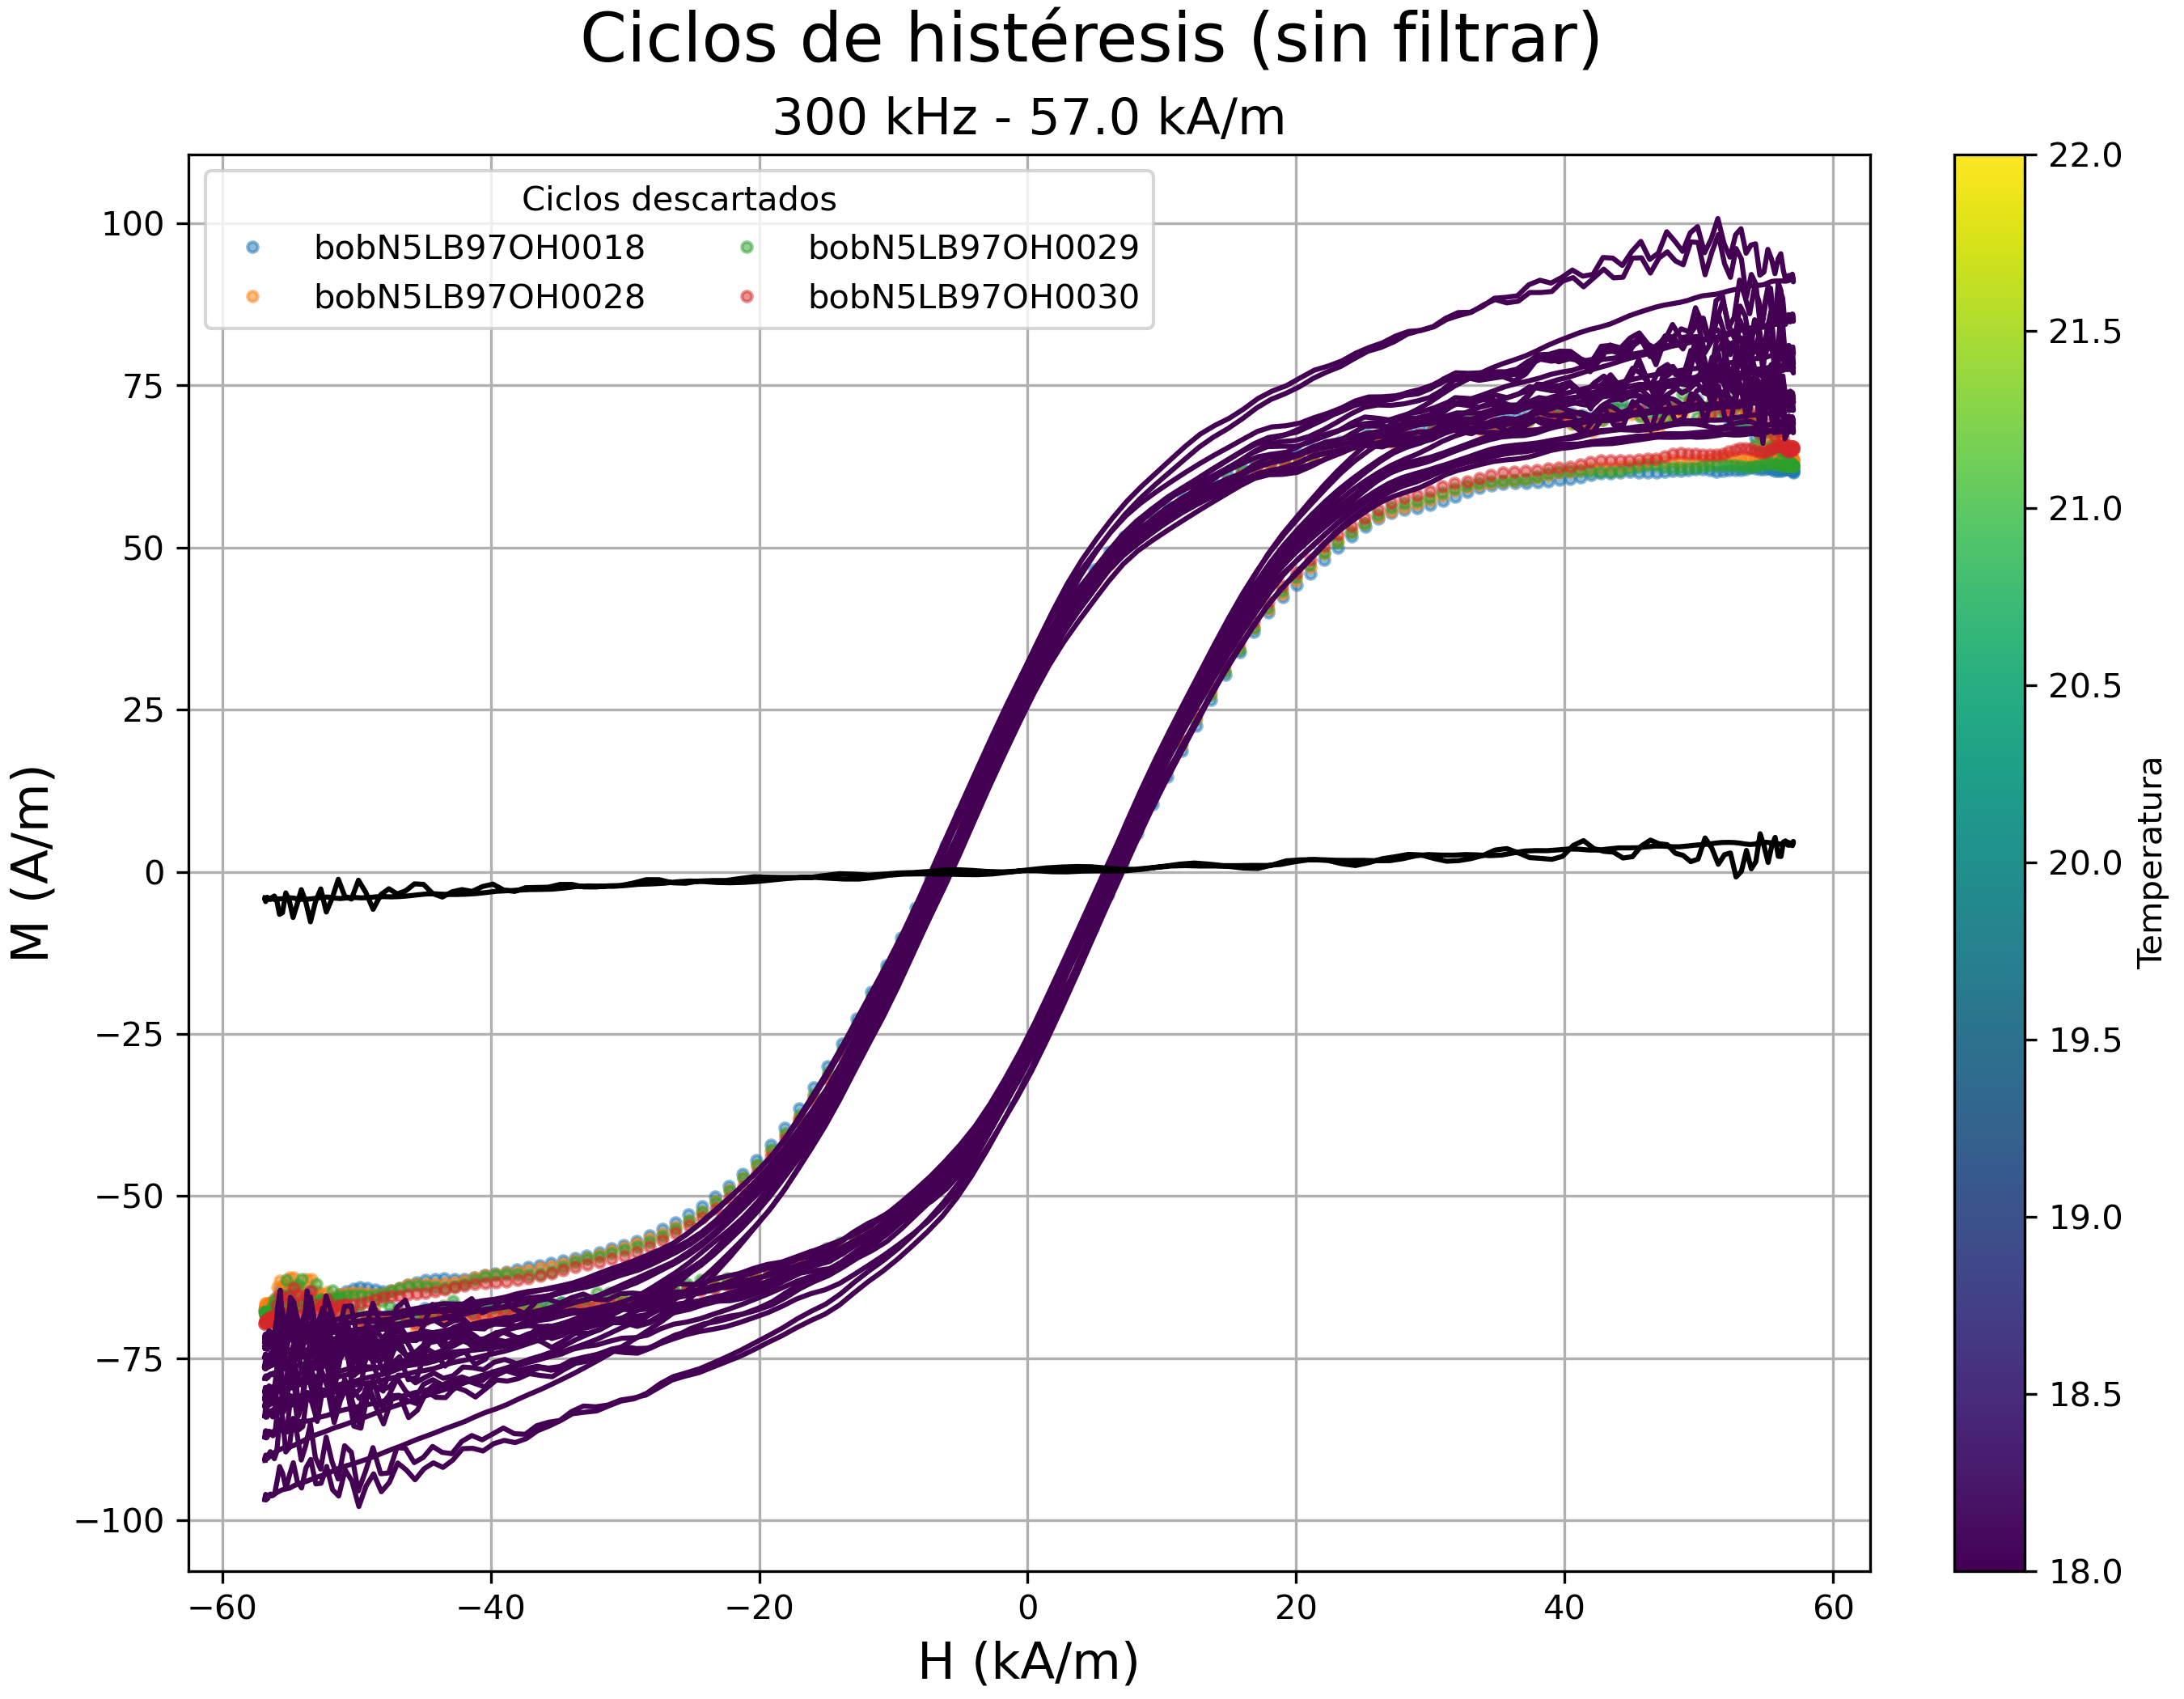 Ciclos de histéresis (sin filtrar)
300 kHz - 57.0 kA/m
Ciclos descartados
bobN5LB97OH0018
bobN5LB97OH0028
bobN5LB97OH0029
bobN5LB97OH0030
100
75
50
25
0
−25
−50
−75
−100
M (A/m)
−60
−40
−20
0
20
40
60
H (kA/m)
22.0
21.5
21.0
20.5
20.0
19.5
19.0
18.5
18.0
Temperatura